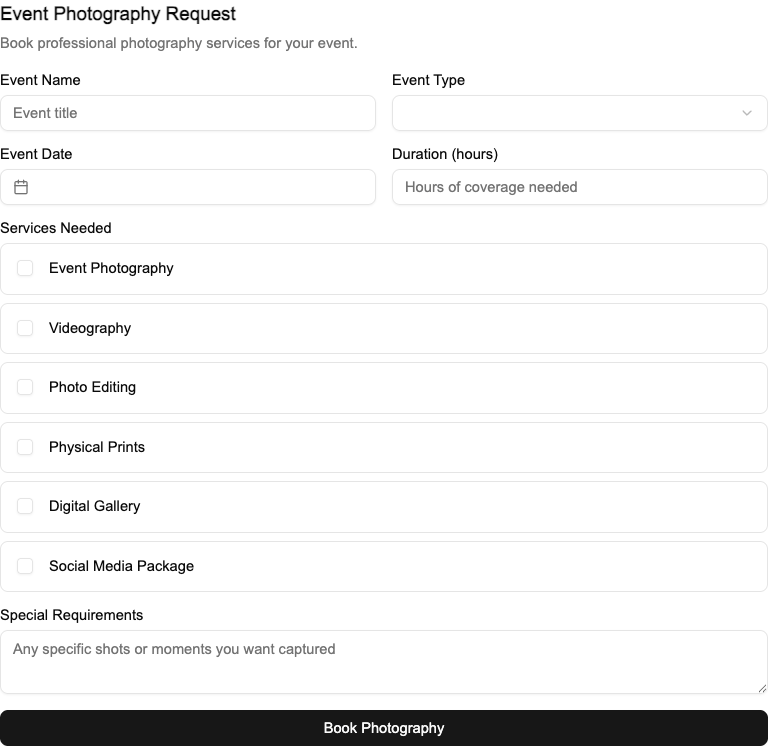 Event Photography Request
Book professional photography services for your event.
Event Name
Event Type
Event title
Event Date
Duration (hours)
Hours of coverage needed
Services Needed
Event Photography
Videography
Photo Editing
Physical Prints
Digital Gallery
Social Media Package
Special Requirements
Any specific shots or moments you want captured
Book Photography